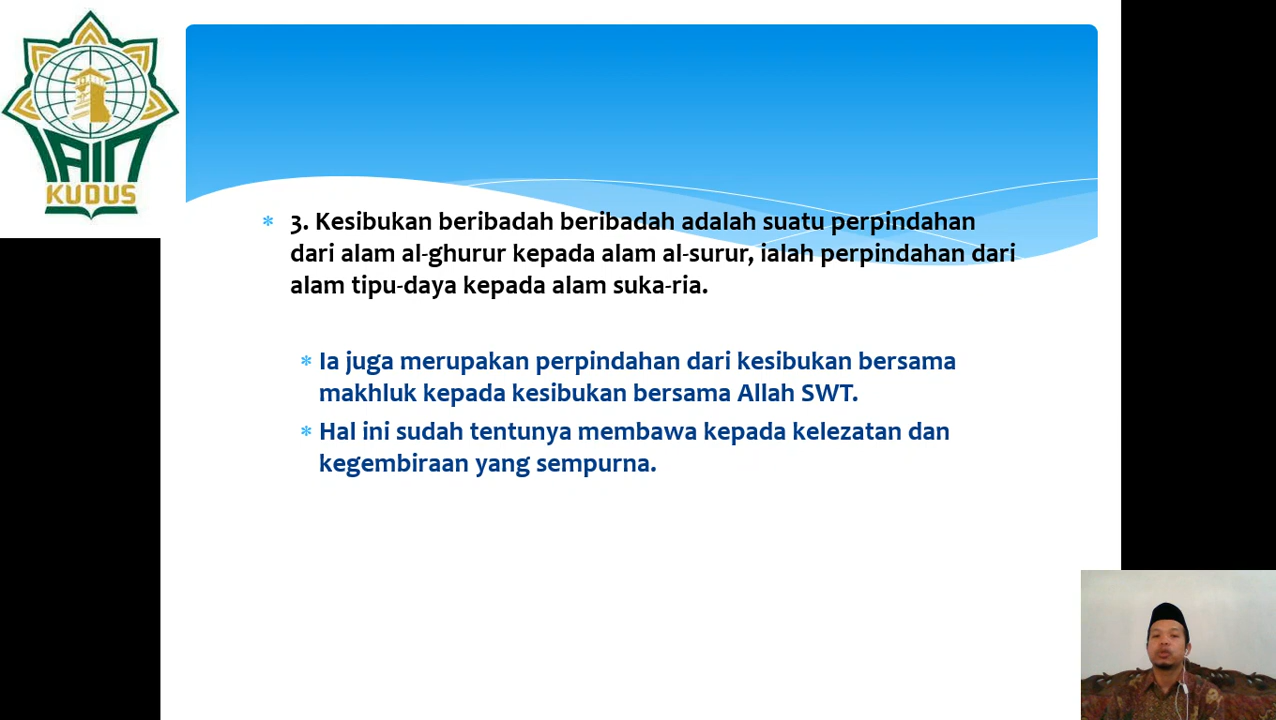 IAIN
KUDUS
* 3. Kesibukan beribadah beribadah adalah suatu perpindahan
dari alam al-ghurur kepada alam al-surur, ialah perpindahan dari
alam tipu-daya kepada alam suka-ria.
* Ia juga merupakan perpindahan dari kesibukan bersama
makhluk kepada kesibukan bersama Allah SWT.
* Hal ini sudah tentunya membawa kepada kelezatan dan
kegembiraan yang sempurna.